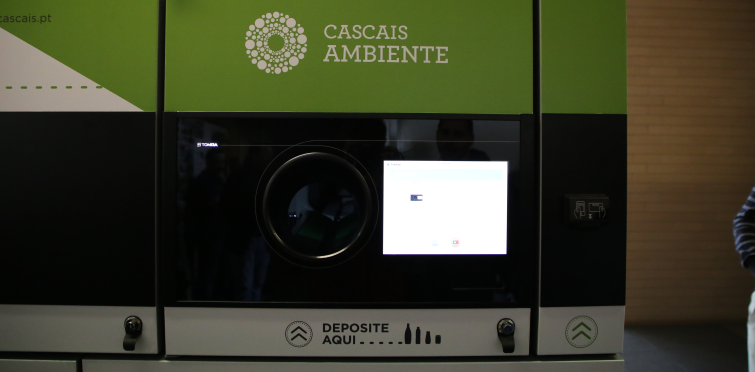 cascais.pt
CASCAIS
AMBIENTE
TOMRA
DEPOSITE
AQUI